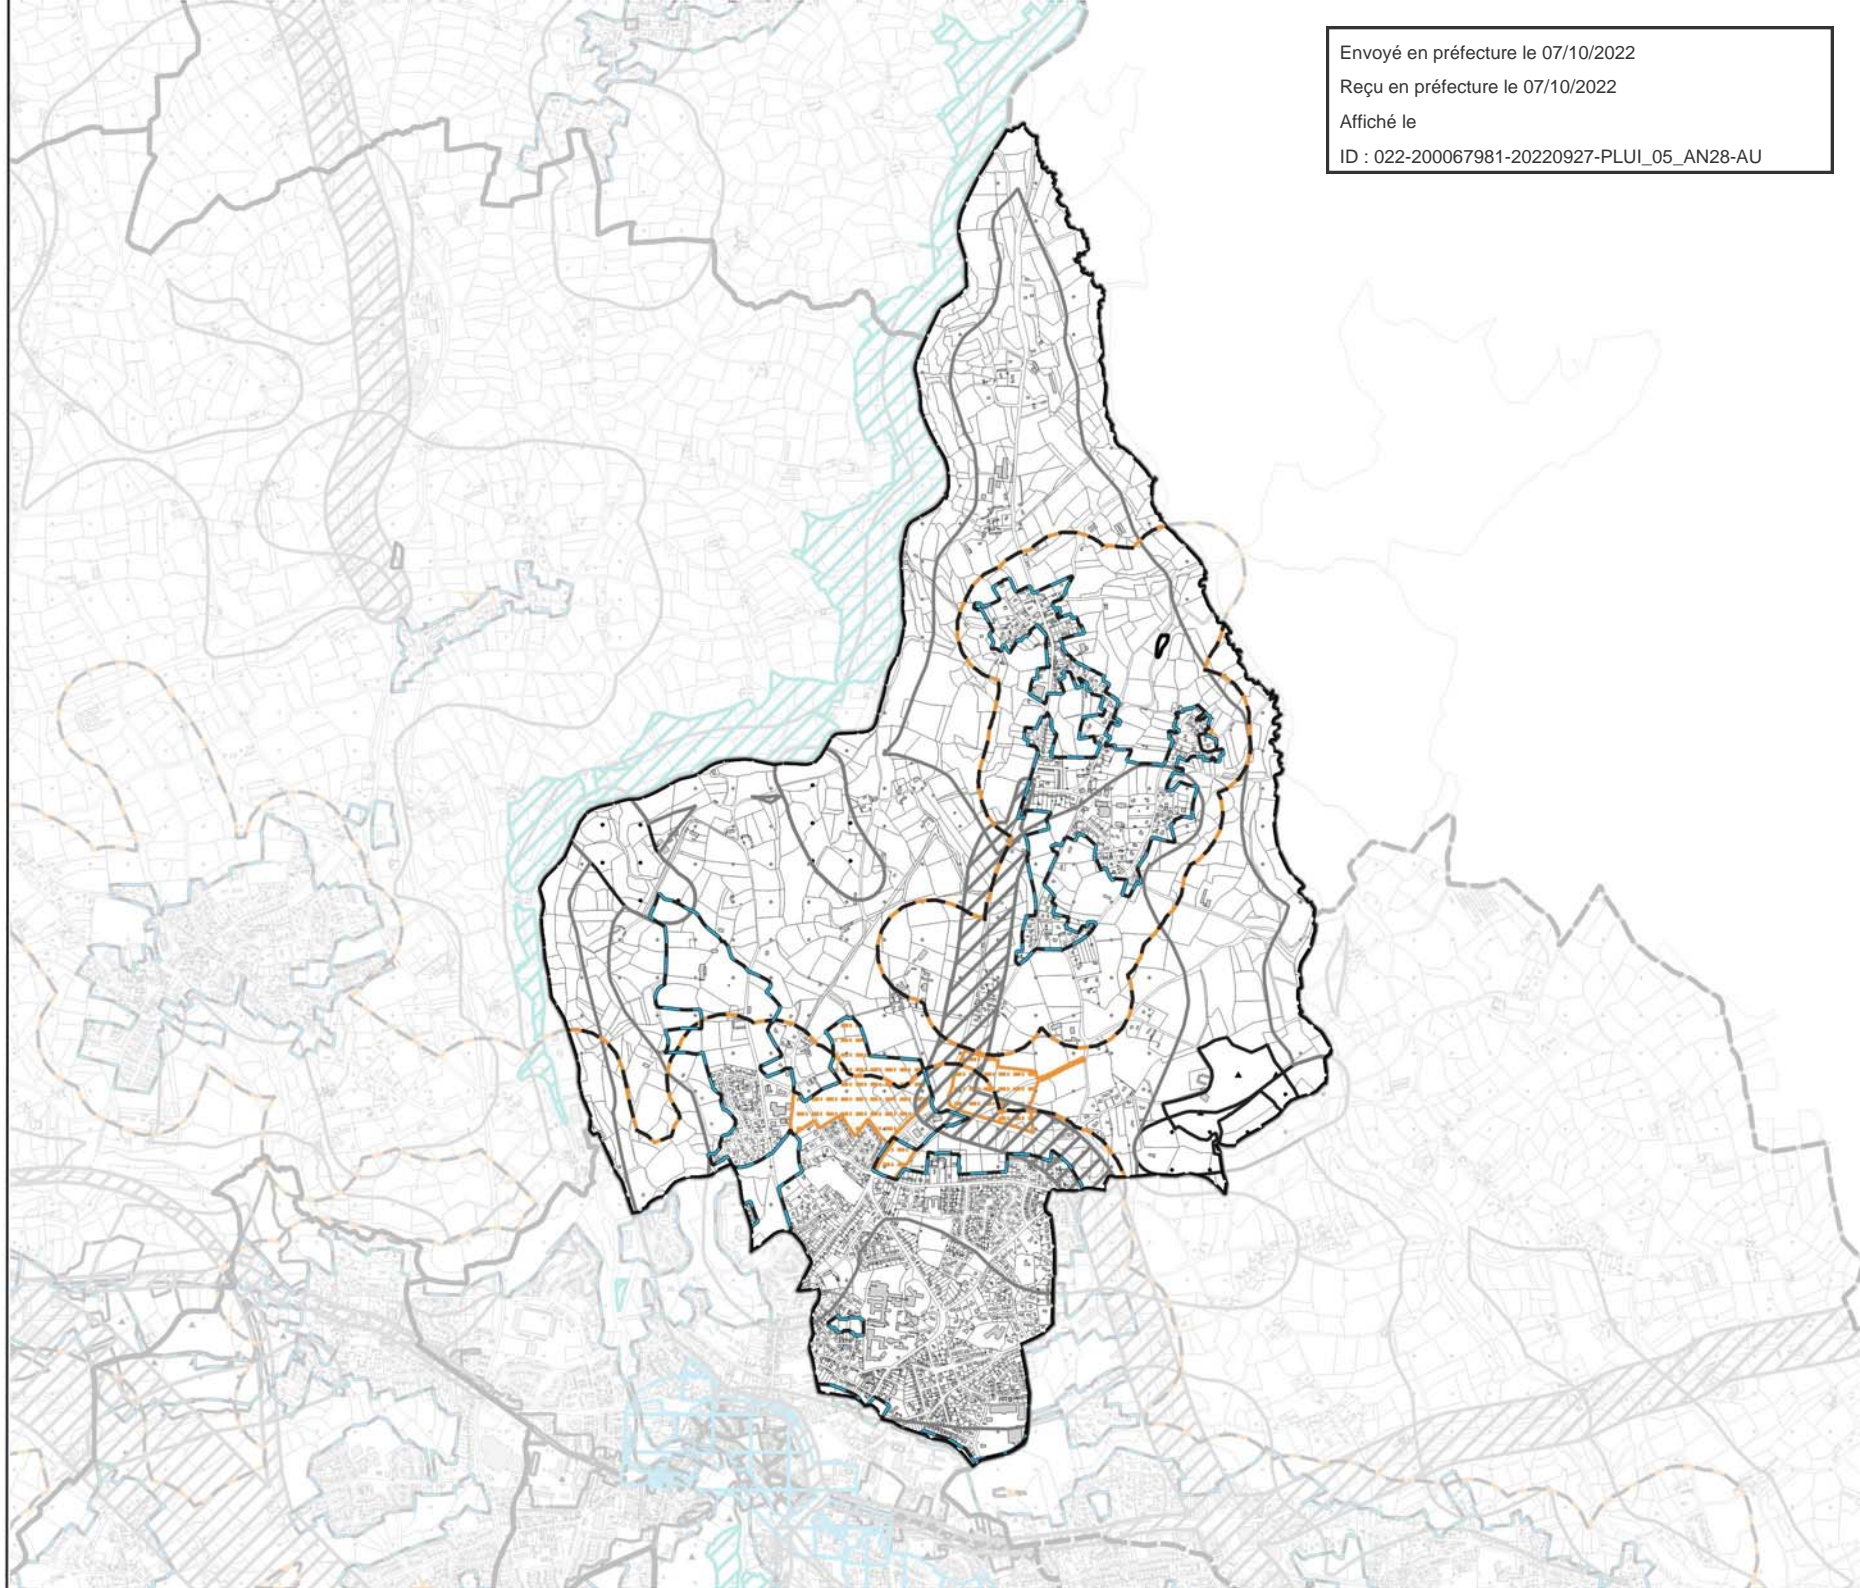 Envoyé en préfecture le 07/10/2022
Reçu en préfecture le 07/10/2022
Affiché le
ID : 022-200067981-20220927-PLUI_05_AN28-AU